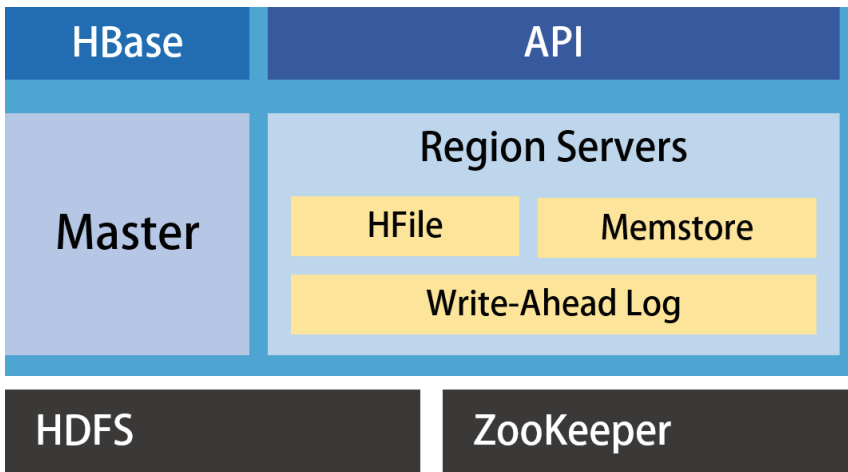 HBase
API
Master
Region Servers
HFile
Memstore
Write-Ahead Log
HDFS
ZooKeeper